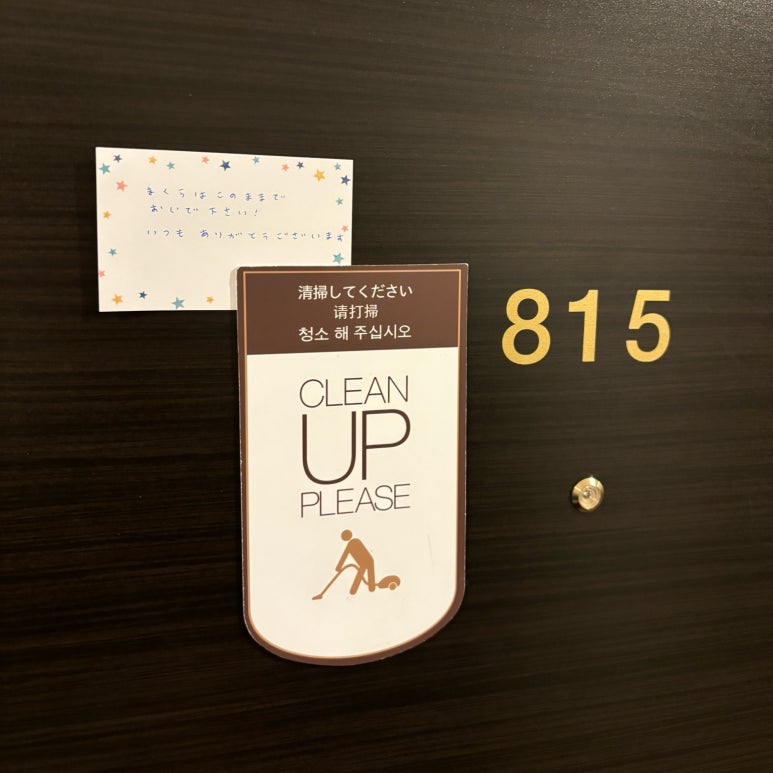 まくらはこのままで
おいで下さい!
いつも ありがとうございます
清掃してください
请打掃
청소 해 주십시오
CLEAN
UP
PLEASE
815